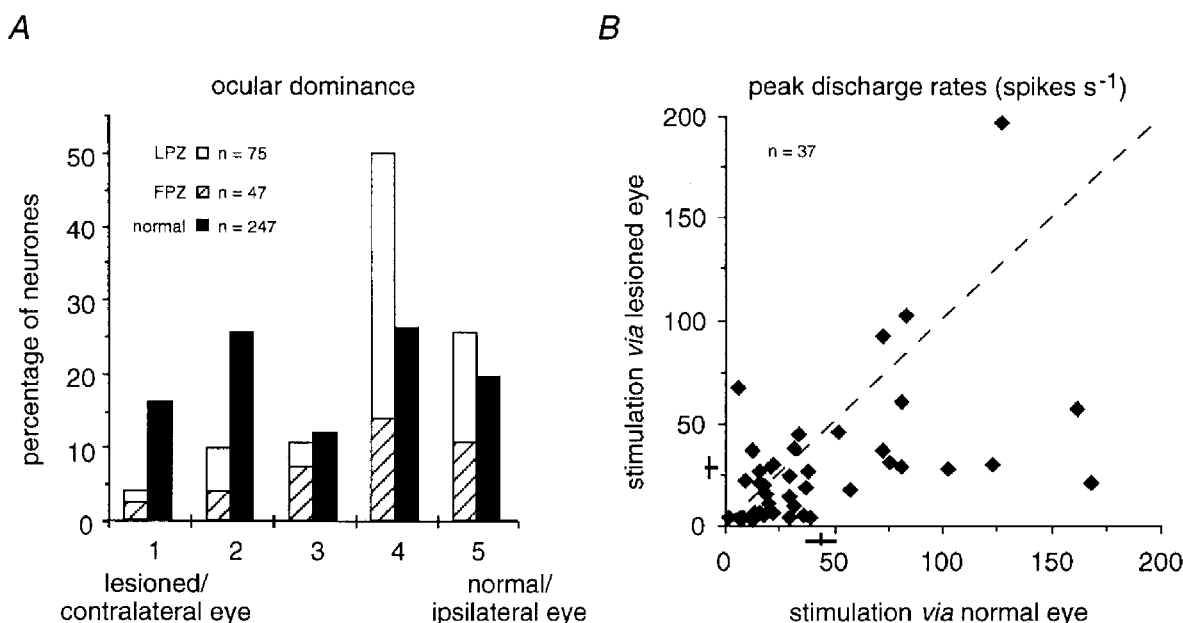 A
ocular dominance
LPZ n = 75
FPZ n = 47
normal n = 247
percentage of neurones
50
40
30
20
10
0
1 2 3 4 5
lesioned/
contralateral eye
normal/
ipsilateral eye
B
peak discharge rates (spikes s⁻¹)
n = 37
stimulation via lesioned eye
200
150
100
50
0
0 50 100 150 200
stimulation via normal eye